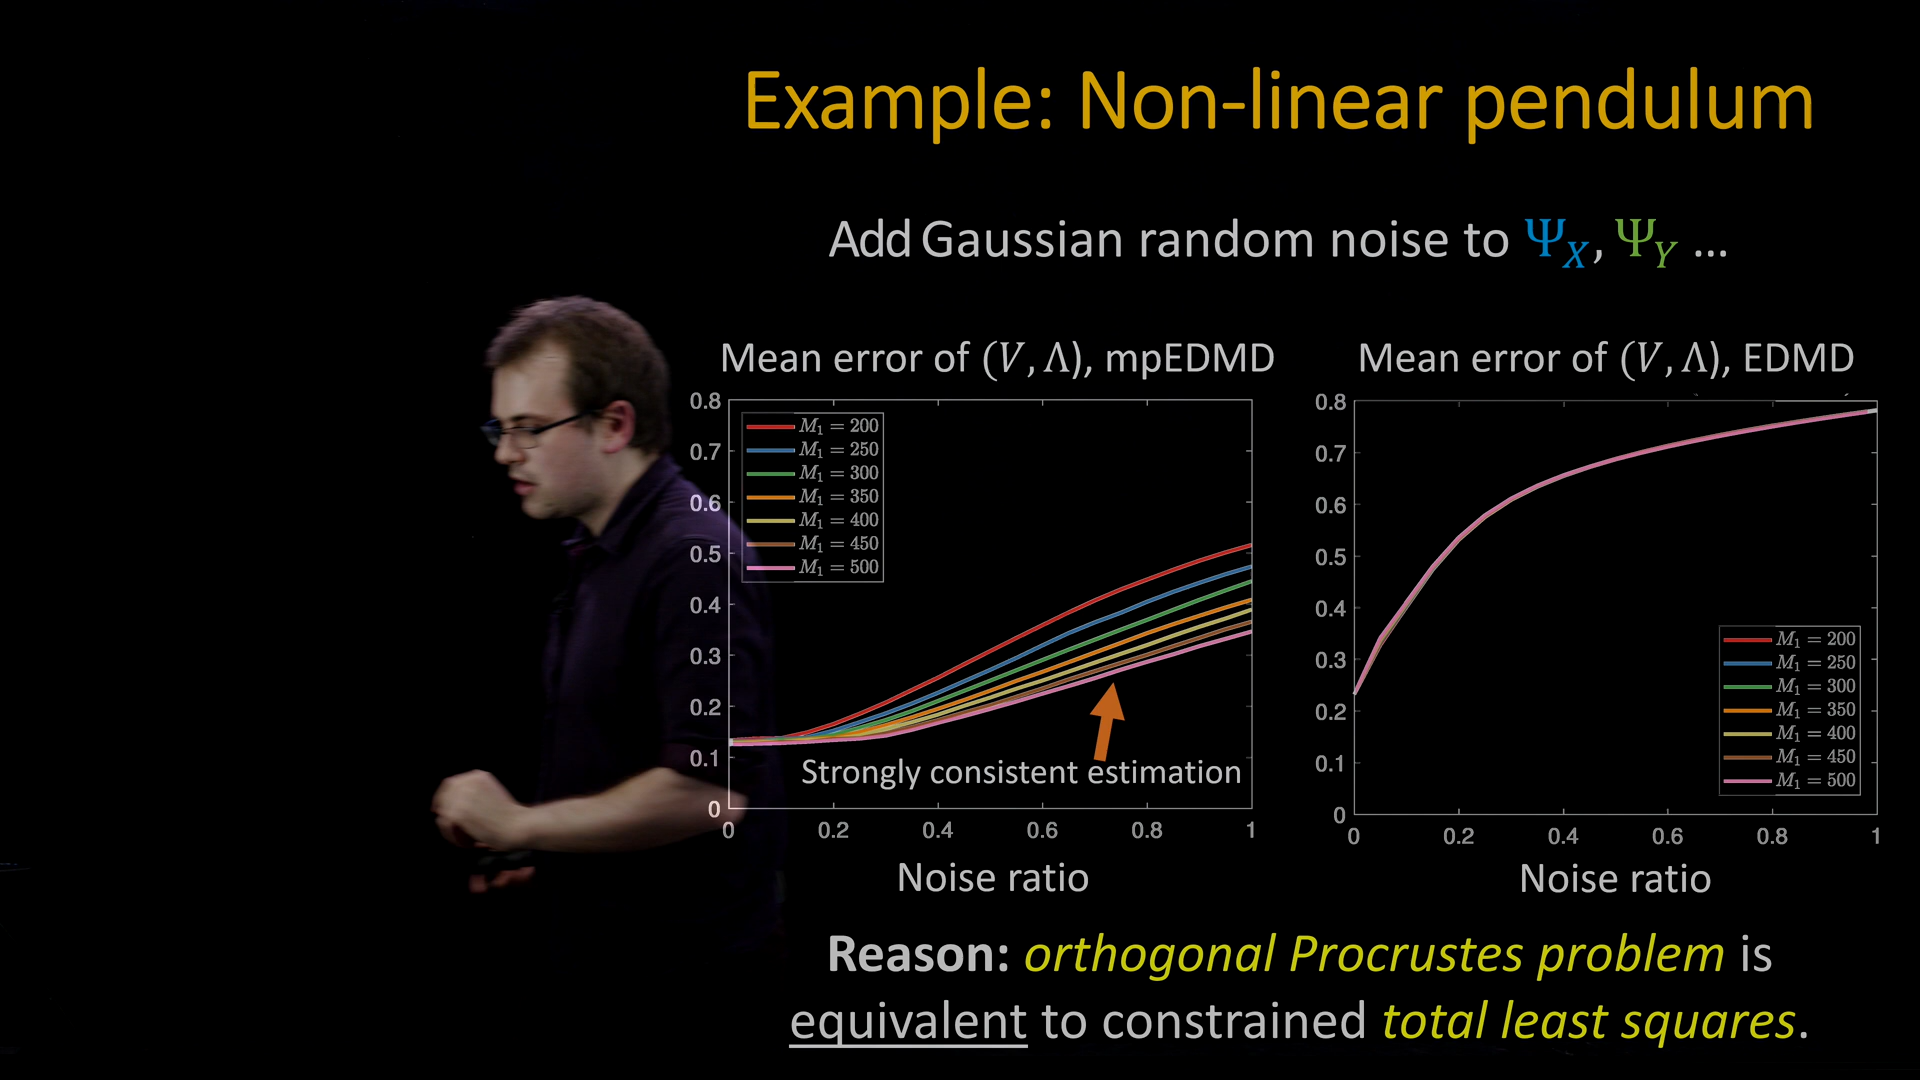 Example: Non-linear pendulum
Add Gaussian random noise to Ψ_X, Ψ_Y ...
Mean error of (V, Λ), mpEDMD
0.8
0.7
0.6
0.5
0.4
0.3
0.2
0.1
0
M₁ = 200
M₁ = 250
M₁ = 300
M₁ = 350
M₁ = 400
M₁ = 450
M₁ = 500
Strongly consistent estimation
0 0.2 0.4 0.6 0.8 1
Noise ratio
Mean error of (V, Λ), EDMD
0.8
0.7
0.6
0.5
0.4
0.3
0.2
0.1
0
M₁ = 200
M₁ = 250
M₁ = 300
M₁ = 350
M₁ = 400
M₁ = 450
M₁ = 500
0 0.2 0.4 0.6 0.8 1
Noise ratio
Reason: orthogonal Procrustes problem is
equivalent to constrained total least squares.